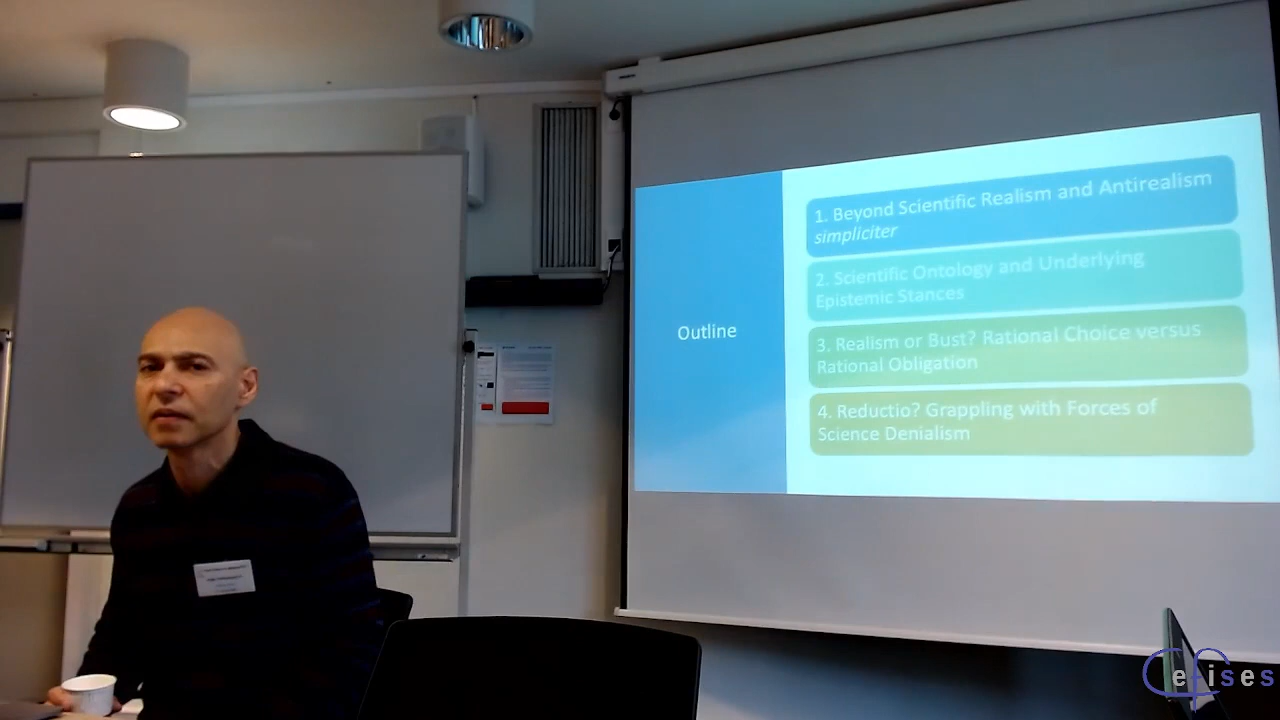 Outline
1. Beyond Scientific Realism and Antirealism
simpliciter
2. Scientific Ontology and Underlying
Epistemic Stances
3. Realism or Bust? Rational Choice versus
Rational Obligation
4. Reductio? Grappling with Forces of
Science Denialism
Cefises